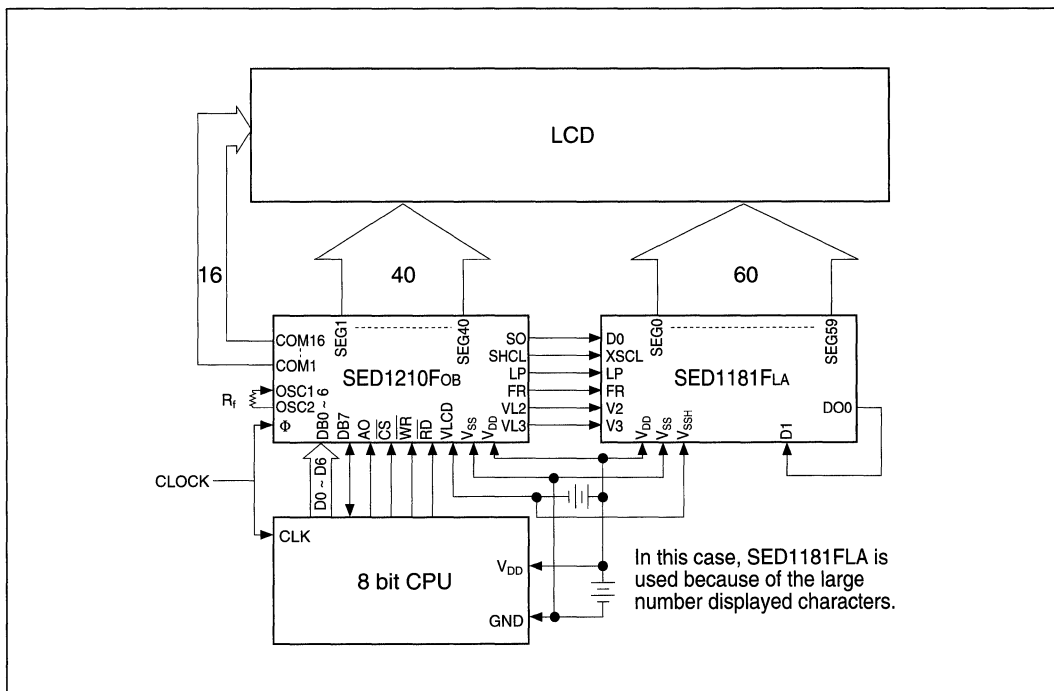 LCD
16
40
60
SEG1
SEG40
SEG0
SEG59
COM16
COM1
OSC1
OSC2
Φ
Rf
SED1210FOB
SO
SHCL
LP
FR
VL2
VL3
DB0 ~ 6
DB7
AO
CS
WR
RD
VLCD
VSS
VDD
D0
XSCL
LP
FR
V2
V3
SED1181FLA
DO0
VDD
VSS
VSSH
D1
CLOCK
D0 ~ D6
CLK
8 bit CPU
VDD
GND
In this case, SED1181FLA is
used because of the large
number displayed characters.